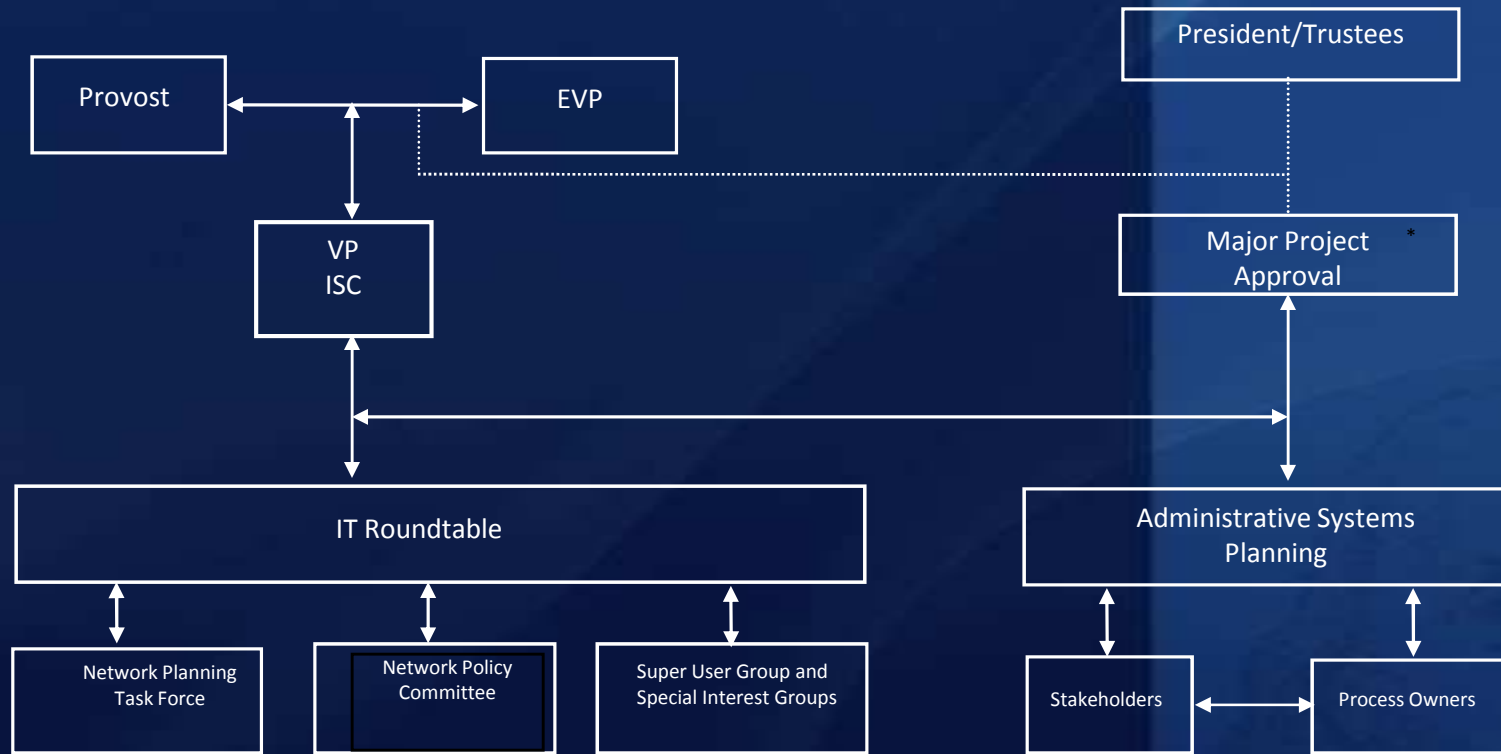 President/Trustees
Provost
EVP
VP
ISC
Major Project *
Approval
IT Roundtable
Administrative Systems
Planning
Network Planning
Task Force
Network Policy
Committee
Super User Group and
Special Interest Groups
Stakeholders
Process Owners